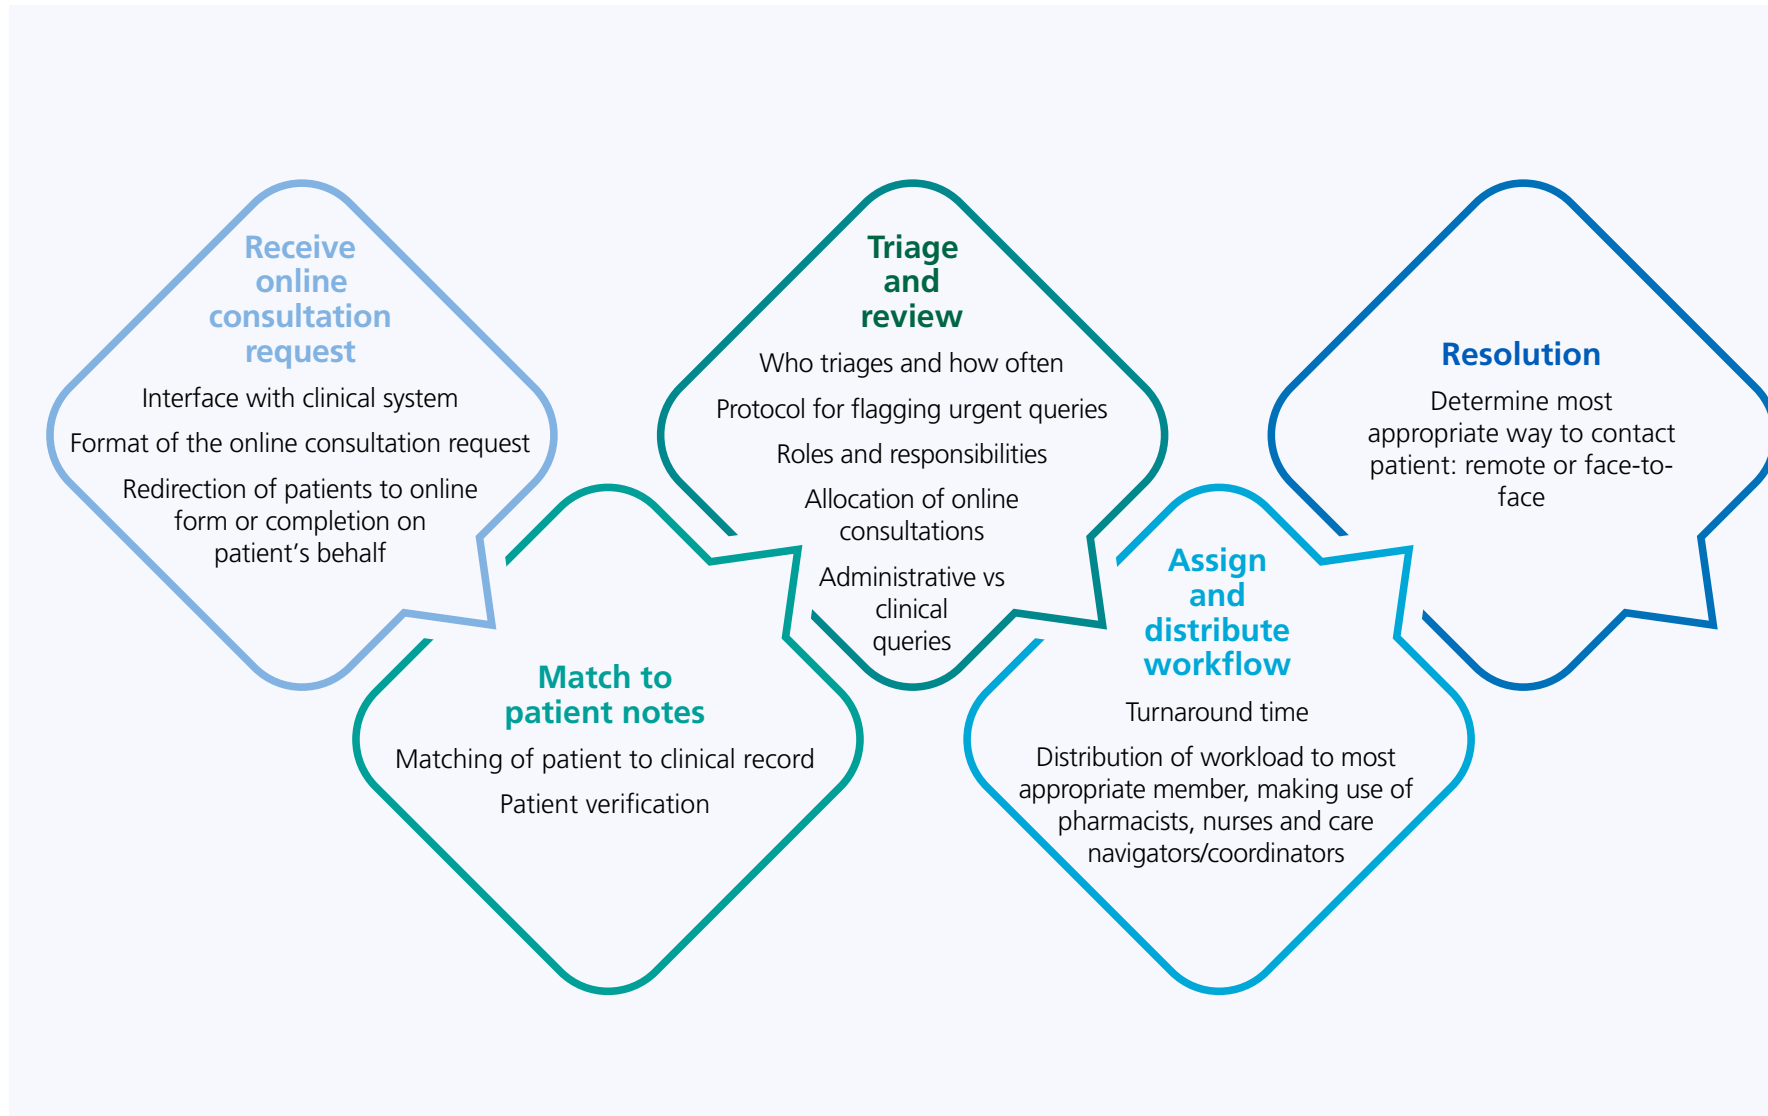 Receive
online
consultation
request
Interface with clinical system
Format of the online consultation request
Redirection of patients to online
form or completion on
patient’s behalf
Match to
patient notes
Matching of patient to clinical record
Patient verification
Triage
and
review
Who triages and how often
Protocol for flagging urgent queries
Roles and responsibilities
Allocation of online
consultations
Administrative vs
clinical
queries
Assign
and
distribute
workflow
Turnaround time
Distribution of workload to most
appropriate member, making use of
pharmacists, nurses and care
navigators/coordinators
Resolution
Determine most
appropriate way to contact
patient: remote or face-to-
face